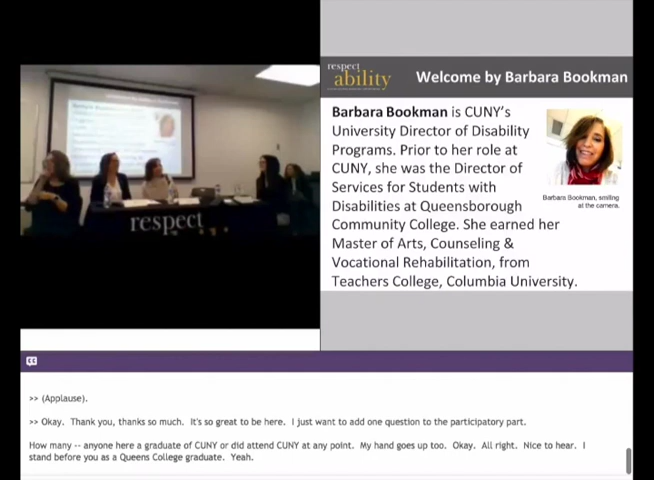 respect
ability
Welcome by Barbara Bookman
Barbara Bookman is CUNY's
University Director of Disability
Programs. Prior to her role at
CUNY, she was the Director of
Services for Students with
Disabilities at Queensborough
Community College. She earned her
Master of Arts, Counseling &
Vocational Rehabilitation, from
Teachers College, Columbia University.
Barbara Bookman, smiling
at the camera.
respect
cc
>> (Applause).
>> Okay.  Thank you, thanks so much.  It's so great to be here.  I just want to add one question to the participatory part.
How many -- anyone here a graduate of CUNY or did attend CUNY at any point.  My hand goes up too.  Okay.  All right.  Nice to hear.  I
stand before you as a Queens College graduate.  Yeah.